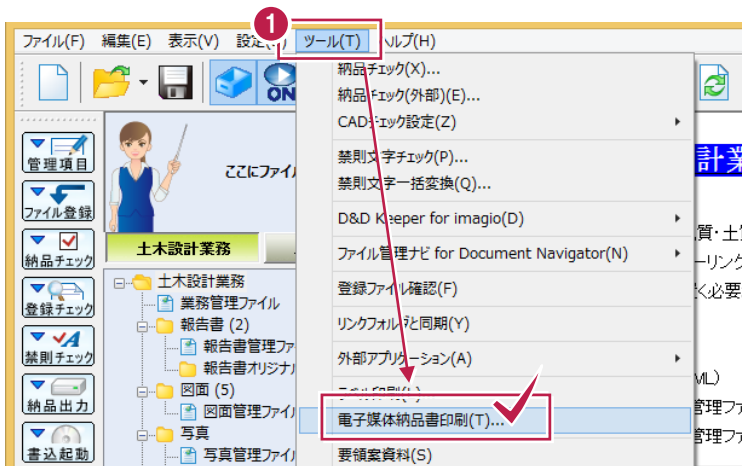 1
ファイル(F) 編集(E) 表示(V) ツール(T) ヘルプ(H)
ON
納品チェック(X)...
納品チェック(外部)(E)...
CADチェック設定(Z)
禁則文字チェック(P)...
禁則文字一括変換(Q)...
D&D Keeper for imagio(D)
ファイル管理ナビ for Document Navigator(N)
登録ファイル確認(F)
リンクフォルダと同期(Y)
外部アプリケーション(A)
電子媒体納品書印刷(T)...
要領案資料(S)
管理項目
ファイル登録
納品チェック
登録チェック
禁則チェック
納品出力
書込起動
ここにファイル
土木設計業務
土木設計業務
業務管理ファイル
報告書 (2)
報告書管理ファ
報告書オリジナル
図面 (5)
図面管理ファイル
写真
写真管理ファイル
計業
質・土質
ーリング
く必要
ML)
管理ファ
管理ファ